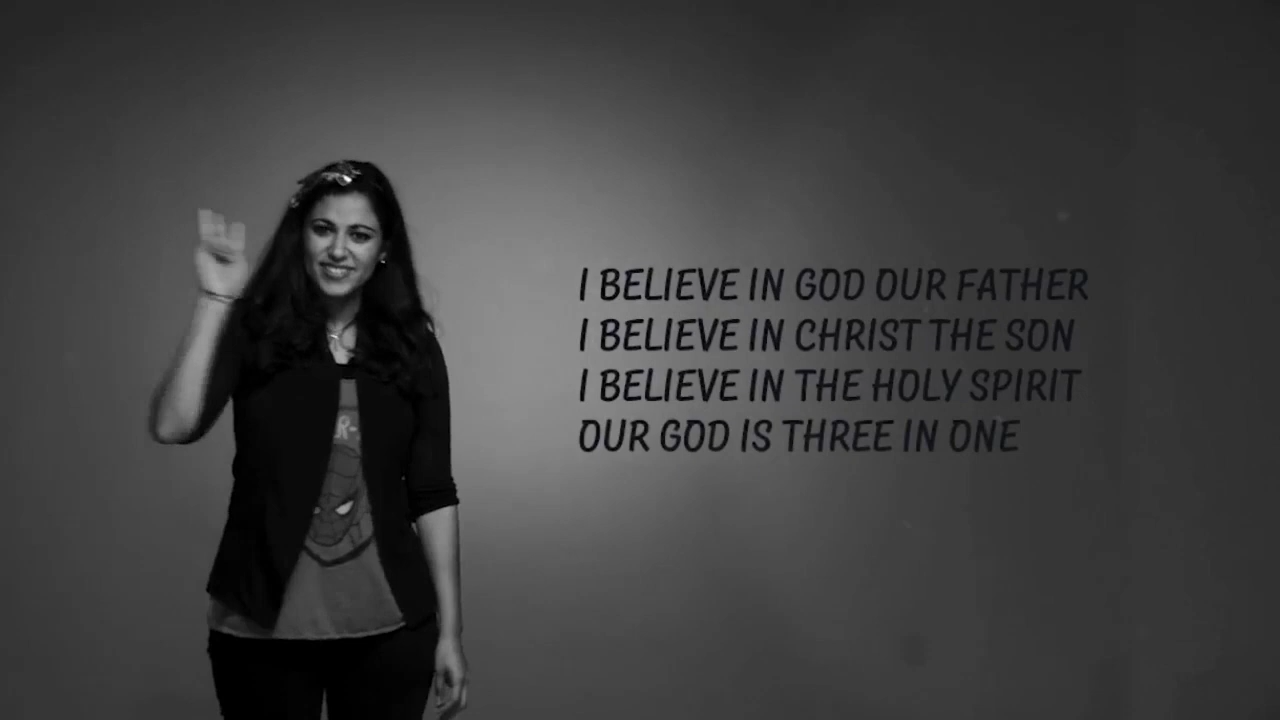 I BELIEVE IN GOD OUR FATHER
I BELIEVE IN CHRIST THE SON
I BELIEVE IN THE HOLY SPIRIT
OUR GOD IS THREE IN ONE